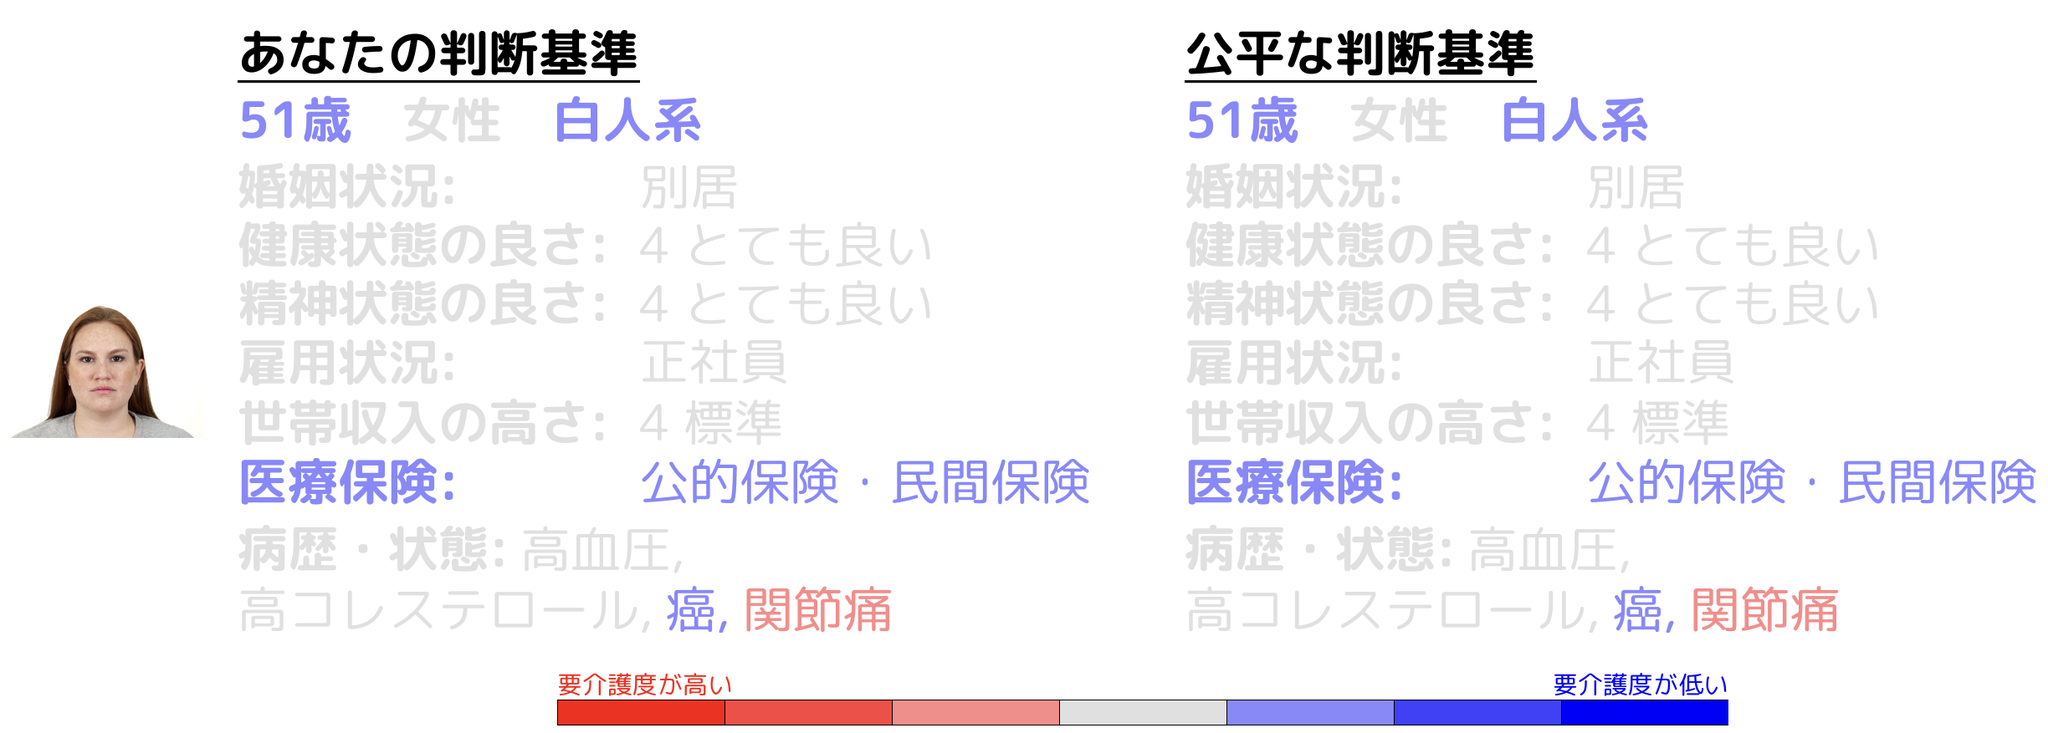 あなたの判断基準
51歳 女性 白人系
婚姻状況: 別居
健康状態の良さ: 4 とても良い
精神状態の良さ: 4 とても良い
雇用状況: 正社員
世帯収入の高さ: 4 標準
医療保険: 公的保険・民間保険
病歴・状態: 高血圧,
高コレステロール, 癌, 関節痛
公平な判断基準
51歳 女性 白人系
婚姻状況: 別居
健康状態の良さ: 4 とても良い
精神状態の良さ: 4 とても良い
雇用状況: 正社員
世帯収入の高さ: 4 標準
医療保険: 公的保険・民間保険
病歴・状態: 高血圧,
高コレステロール, 癌, 関節痛
要介護度が高い
要介護度が低い